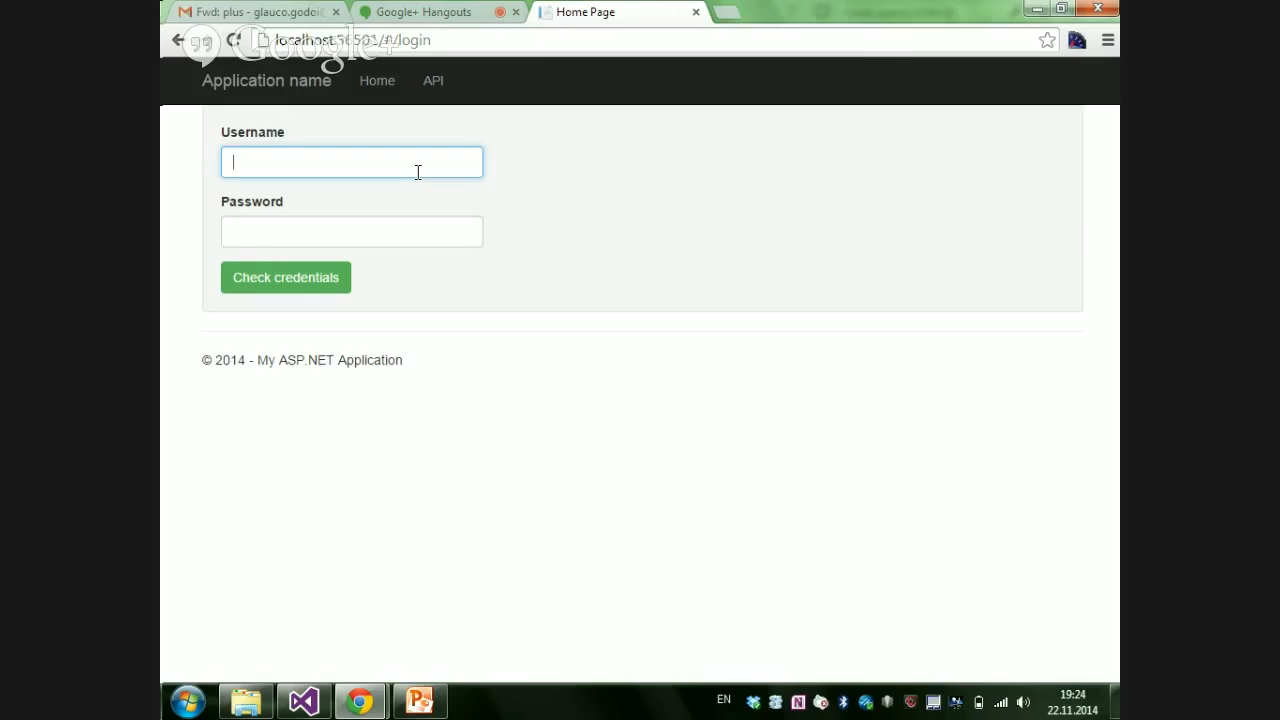 Fwd: plus - glauco.godoi
Google+ Hangouts
Home Page
Google+
localhost:56501/#/login
Application name
Home
API
Username
Password
Check credentials
© 2014 - My ASP.NET Application
EN
19:24
22.11.2014